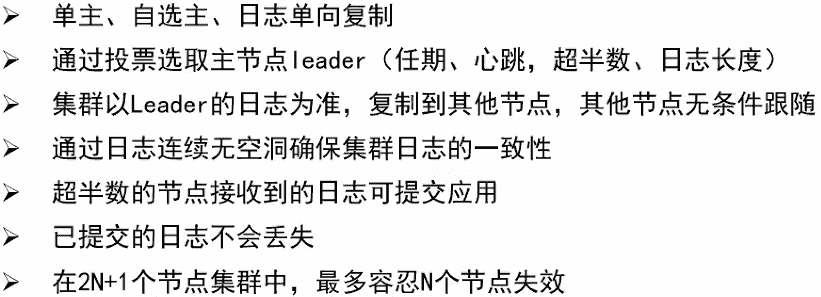 ➢ 单主、自选主、日志单向复制
➢ 通过投票选取主节点leader（任期、心跳，超半数、日志长度）
➢ 集群以Leader的日志为准，复制到其他节点，其他节点无条件跟随
➢ 通过日志连续无空洞确保集群日志的一致性
➢ 超半数的节点接收到的日志可提交应用
➢ 已提交的日志不会丢失
➢ 在2N+1个节点集群中，最多容忍N个节点失效